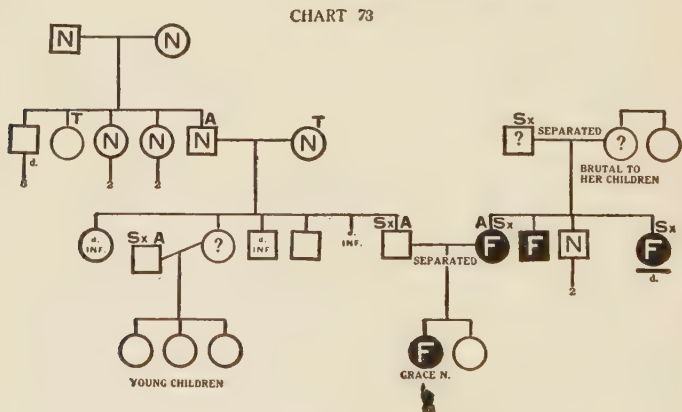 CHART 73
N N
T A T Sx
N N N N ? SEPARATED ?
d.
6 2 2
BRUTAL TO
HER CHILDREN
Sx A Sx A A Sx Sx
d.
INF.
? d.
INF
d.
INF.
F F N F
SEPARATED
d.
2
F
YOUNG CHILDREN GRACE N.